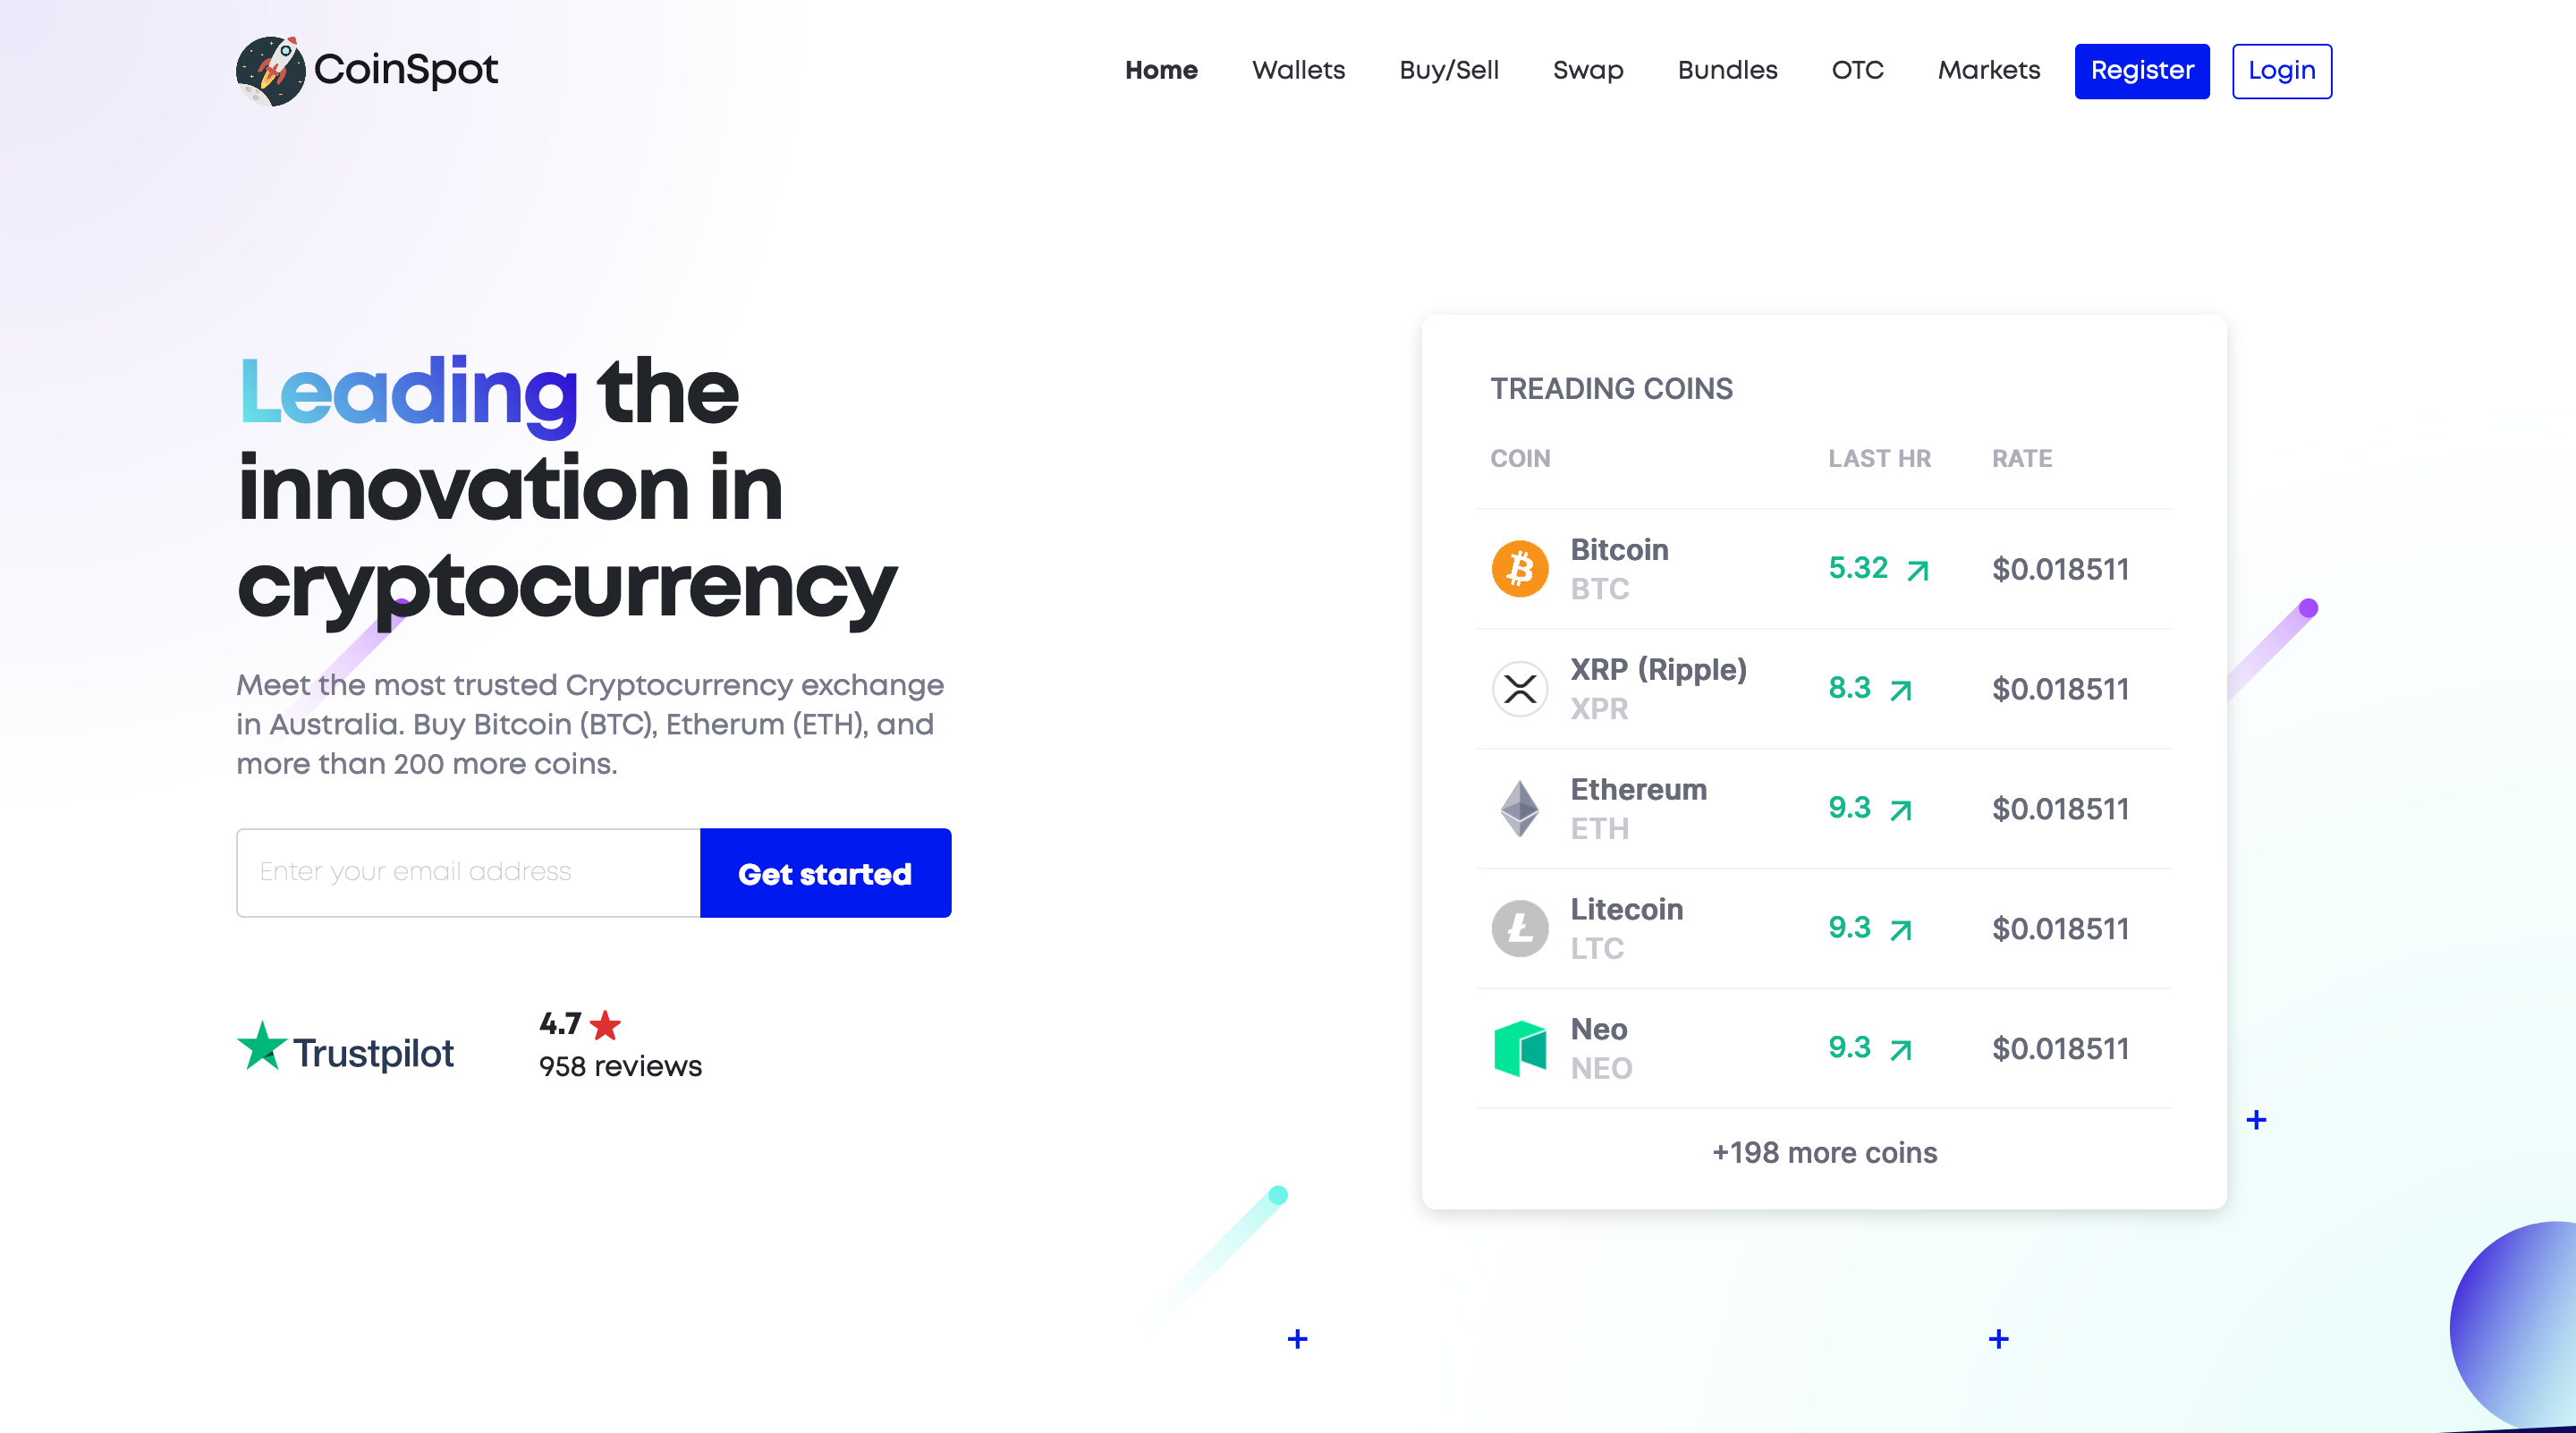 CoinSpot
Home Wallets Buy/Sell Swap Bundles OTC Markets Register Login
Leading the
innovation in
cryptocurrency
Meet the most trusted Cryptocurrency exchange
in Australia. Buy Bitcoin (BTC), Etherum (ETH), and
more than 200 more coins.
Enter your email address Get started
Trustpilot
4.7
958 reviews
TREADING COINS
COIN LAST HR RATE
Bitcoin
BTC
5.32 $0.018511
XRP (Ripple)
XPR
8.3 $0.018511
Ethereum
ETH
9.3 $0.018511
Litecoin
LTC
9.3 $0.018511
Neo
NEO
9.3 $0.018511
+198 more coins